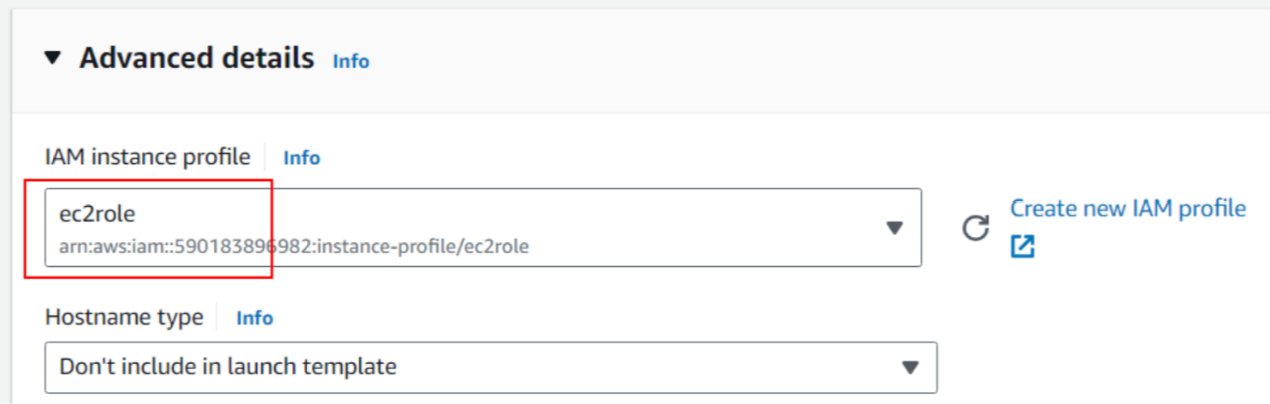 Advanced details Info
IAM instance profile Info
ec2role
arn:aws:iam::590183896982:instance-profile/ec2role
Create new IAM profile
Hostname type Info
Don't include in launch template